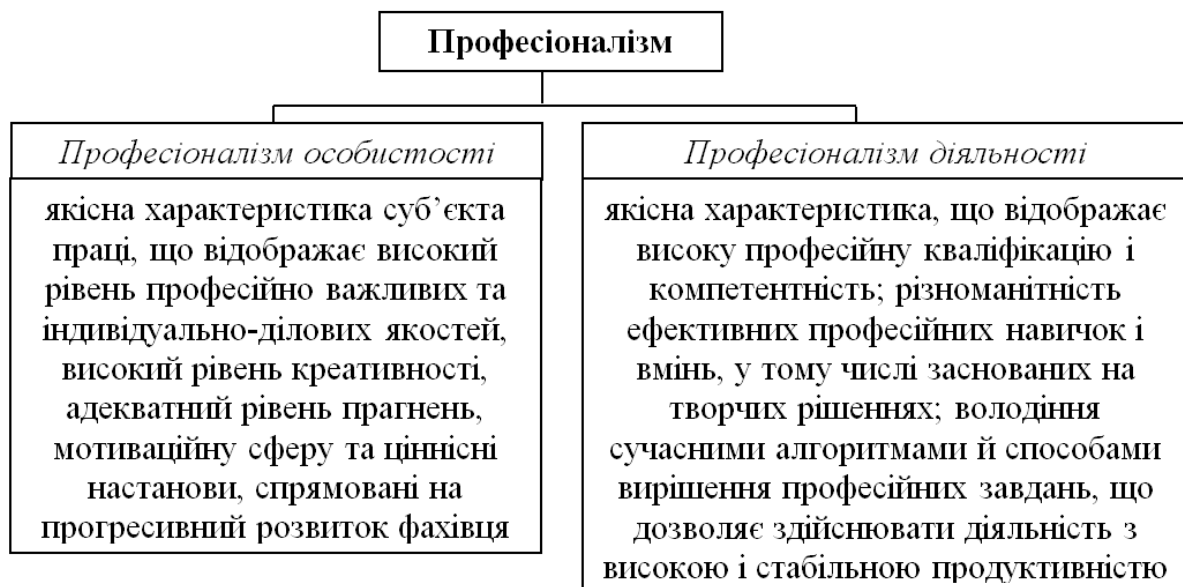 Професіоналізм
Професіоналізм особистості
якісна характеристика суб’єкта
праці, що відображає високий
рівень професійно важливих та
індивідуально-ділових якостей,
високий рівень креативності,
адекватний рівень прагнень,
мотиваційну сферу та ціннісні
настанови, спрямовані на
прогресивний розвиток фахівця
Професіоналізм діяльності
якісна характеристика, що відображає
високу професійну кваліфікацію і
компетентність; різноманітність
ефективних професійних навичок і
вмінь, у тому числі заснованих на
творчих рішеннях; володіння
сучасними алгоритмами й способами
вирішення професійних завдань, що
дозволяє здійснювати діяльність з
високою і стабільною продуктивністю